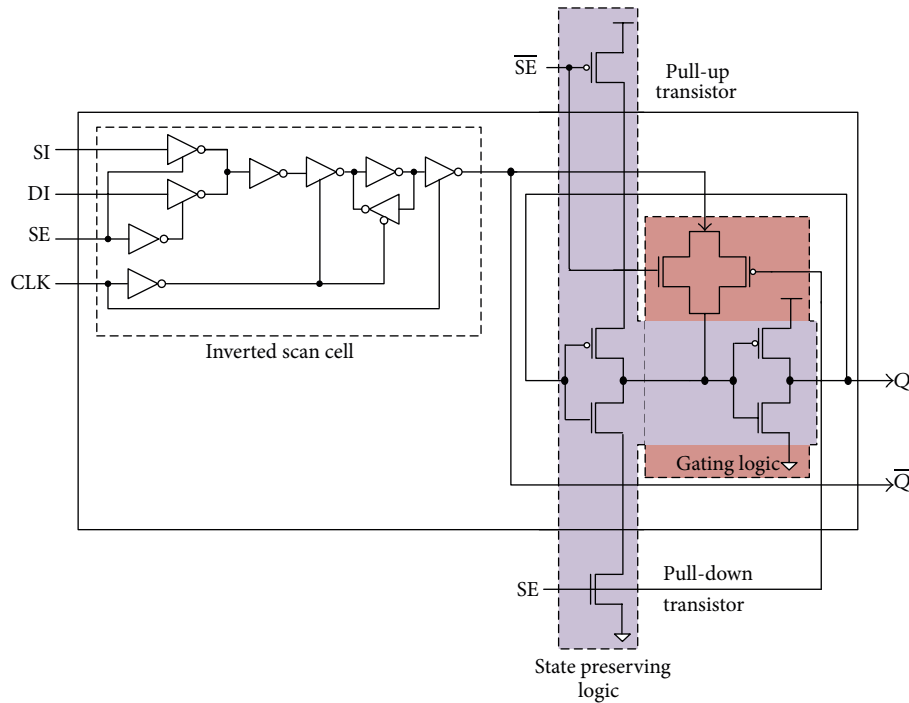 S̅E̅
Pull-up
transistor
SI
DI
SE
CLK
Inverted scan cell
Q
Gating logic
Q̅
SE
Pull-down
transistor
State preserving
logic